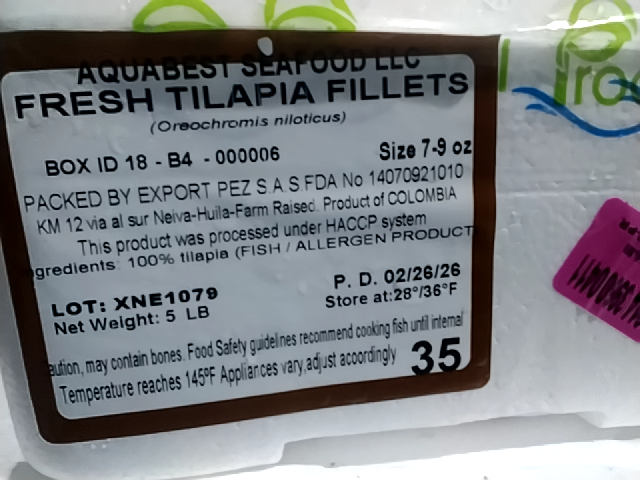 AQUABEST SEAFOOD LLC
FRESH TILAPIA FILLETS
(Oreochromis niloticus)
BOX ID 18 - B4 - 000006 Size 7-9 oz
PACKED BY EXPORT PEZ S.A.S.FDA No 14070921010
KM 12 via al sur Neiva-Huila-Farm Raised. Product of COLOMBIA
This product was processed under HACCP system
gredients: 100% tilapia (FISH / ALLERGEN PRODUCT
LOT: XNE1079 P. D. 02/26/26
Net Weight: 5 LB Store at:28°/36°F
aution, may contain bones. Food Safety guidelines recommend cooking fish until internal
Temperature reaches 145ºF Appliances vary,adjust acoordingly 35